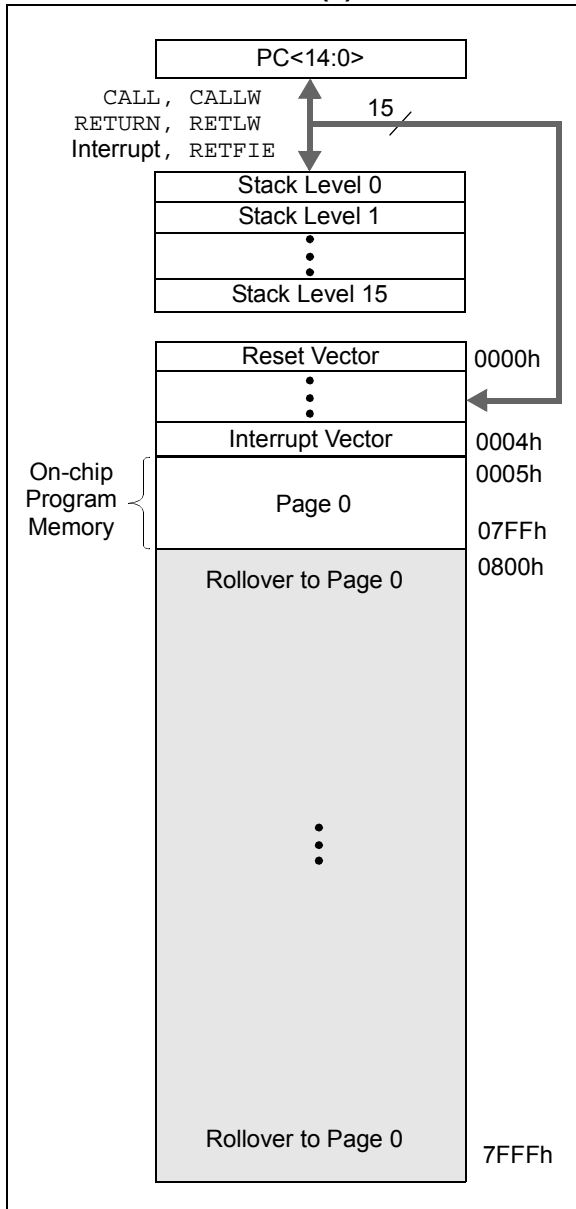 PC<14:0>
CALL, CALLW
RETURN, RETLW
Interrupt, RETFIE
15
Stack Level 0
Stack Level 1
Stack Level 15
Reset Vector
0000h
Interrupt Vector
0004h
On-chip
Program
Memory
Page 0
0005h
07FFh
Rollover to Page 0
0800h
Rollover to Page 0
7FFFh